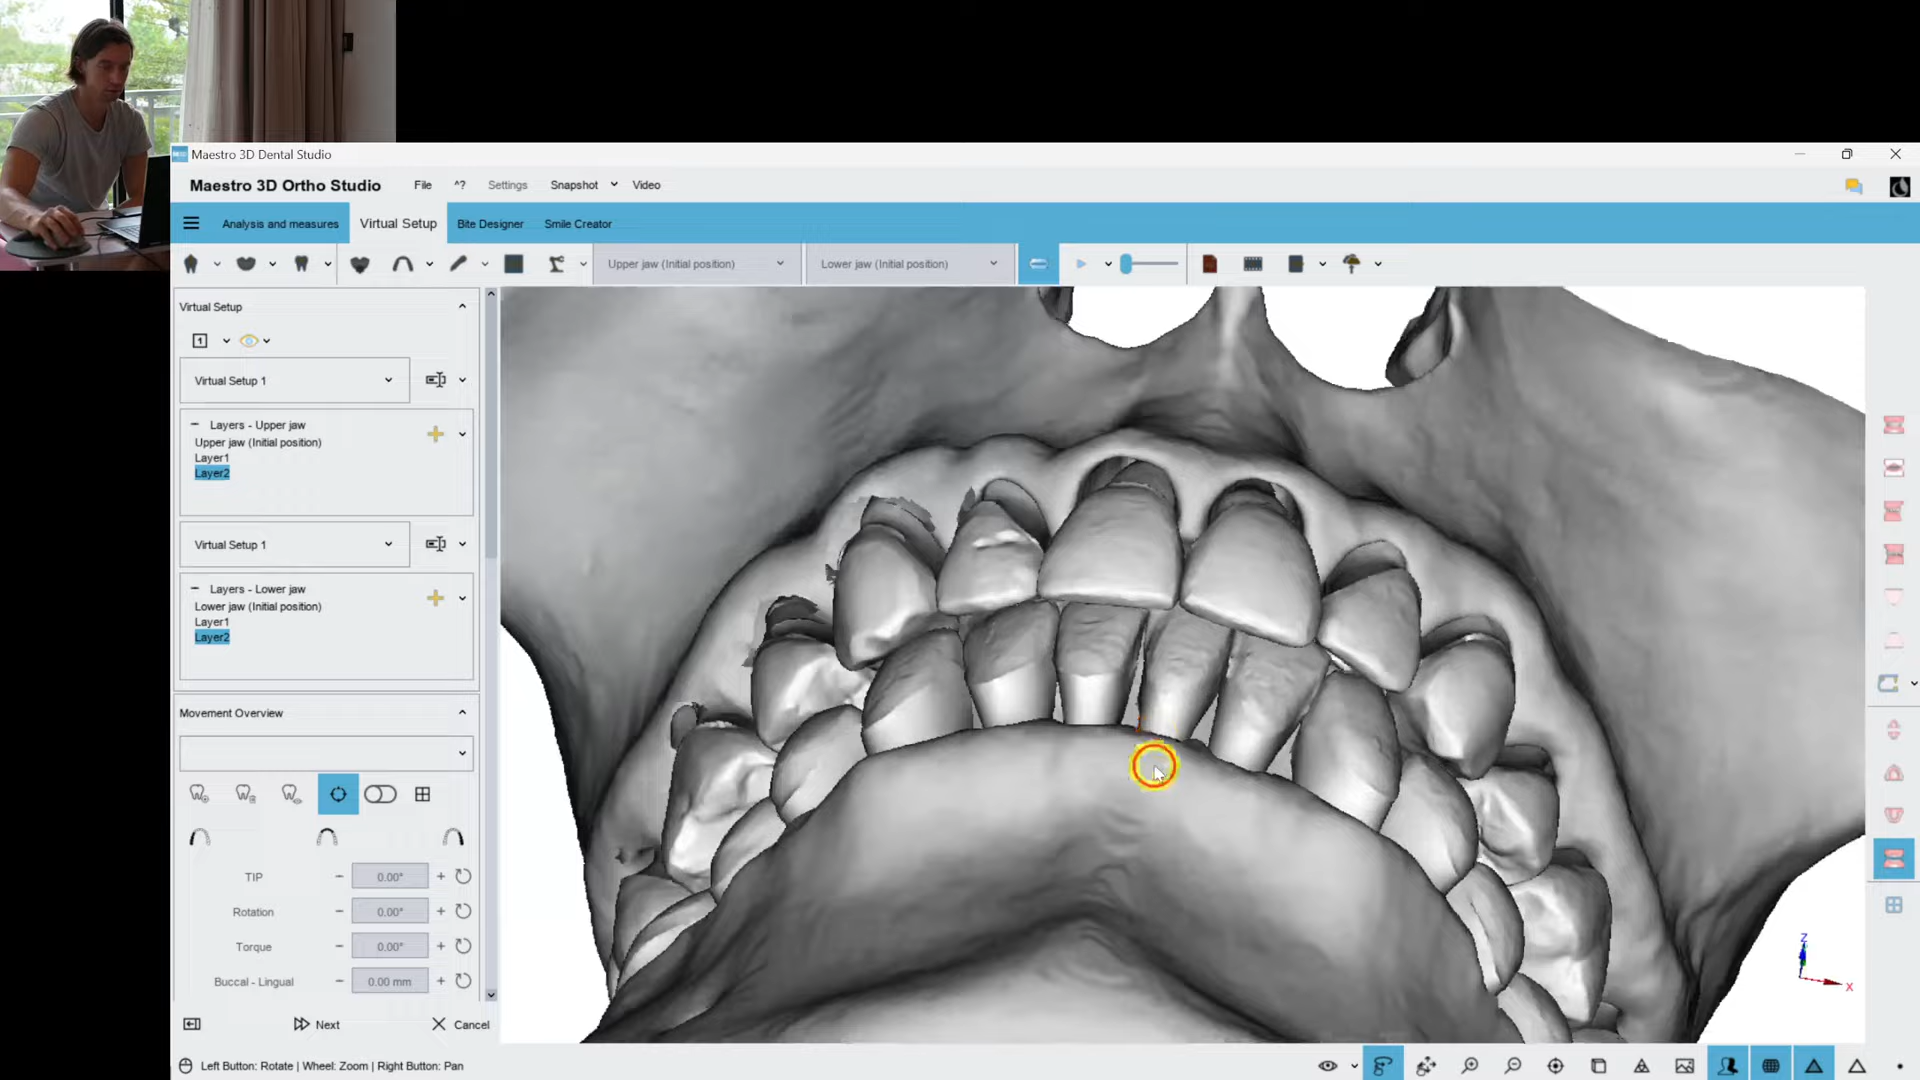 Maestro 3D Dental Studio
Maestro 3D Ortho Studio File ^? Settings Snapshot Video
Analysis and measures Virtual Setup Bite Designer Smile Creator
Upper jaw (Initial position) Lower jaw (Initial position)
Virtual Setup
1
Virtual Setup 1
Layers - Upper jaw
Upper jaw (Initial position)
Layer1
Layer2
Virtual Setup 1
Layers - Lower jaw
Lower jaw (Initial position)
Layer1
Layer2
Movement Overview
TIP − 0.00° +
Rotation − 0.00° +
Torque − 0.00° +
Buccal - Lingual − 0.00 mm +
Z
X
Next Cancel
Left Button: Rotate | Wheel: Zoom | Right Button: Pan